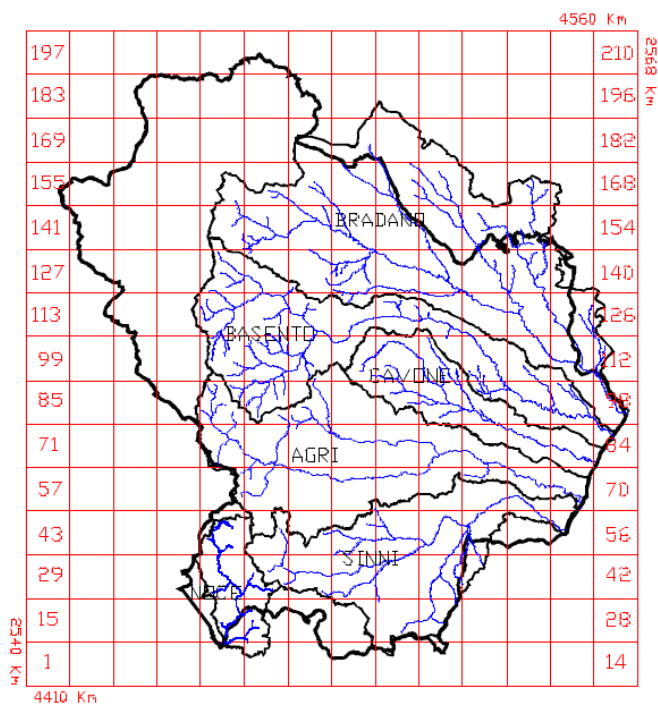 4560 Km
197 210
2568 Km
183 196
169 182
155 168
BRADANO
141 154
127 140
113 126
BASENTO
99 112
CAVONE
85 98
71 84
AGRI
57 70
43 56
SINNI
29 42
NOCE
15 28
2540 Km
1 14
4410 Km